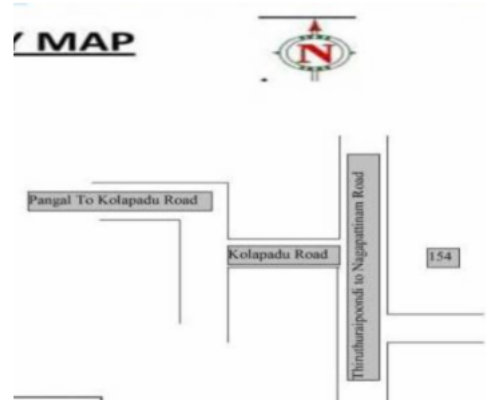 Y MAP
N
Pangal To Kolapadu Road
Kolapadu Road
Thiruthuraipoondi to Nagapattinam Road
154